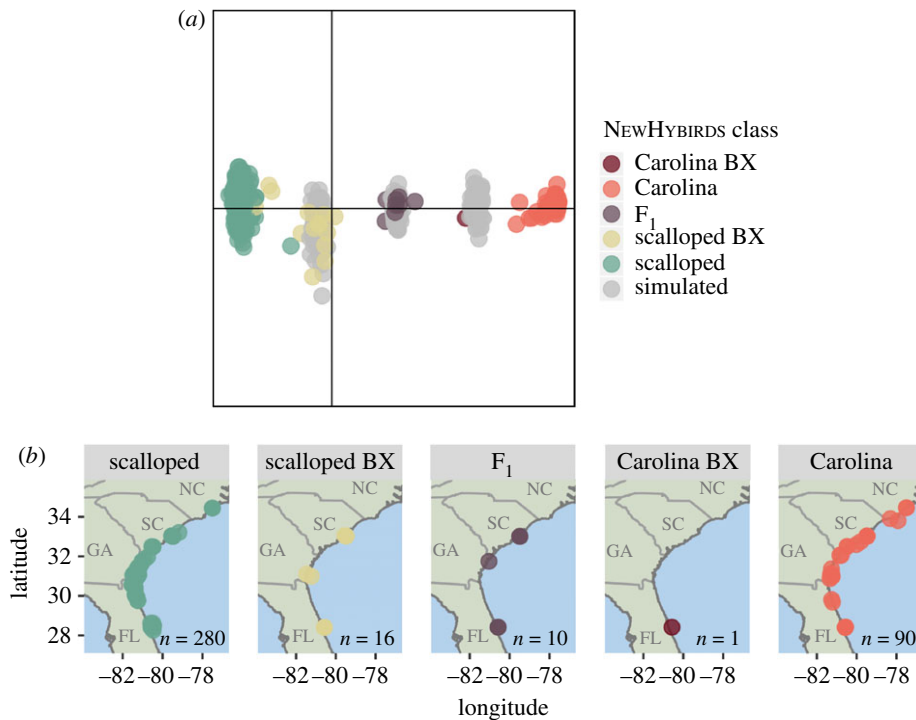 (a)
NEWHYBIRDS class
Carolina BX
Carolina
F1
scalloped BX
scalloped
simulated
(b)
scalloped
scalloped BX
F1
Carolina BX
Carolina
latitude
34
32
30
28
NC
SC
GA
FL
n = 280
NC
SC
GA
FL
n = 16
NC
SC
GA
FL
n = 10
NC
SC
GA
FL
n = 1
NC
SC
GA
FL
n = 90
−82 −80 −78
−82 −80 −78
−82 −80 −78
−82 −80 −78
−82 −80 −78
longitude